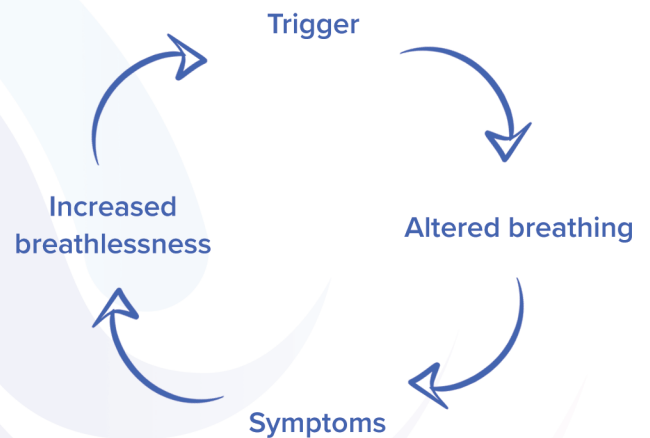 Trigger
Altered breathing
Symptoms
Increased
breathlessness